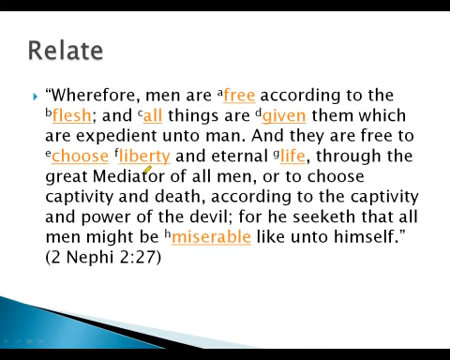 Relate
“Wherefore, men are ᵃfree according to the
ᵇflesh; and ᶜall things are ᵈgiven them which
are expedient unto man. And they are free to
ᵉchoose ᶠliberty and eternal ᵍlife, through the
great Mediator of all men, or to choose
captivity and death, according to the captivity
and power of the devil; for he seeketh that all
men might be ʰmiserable like unto himself.”
(2 Nephi 2:27)